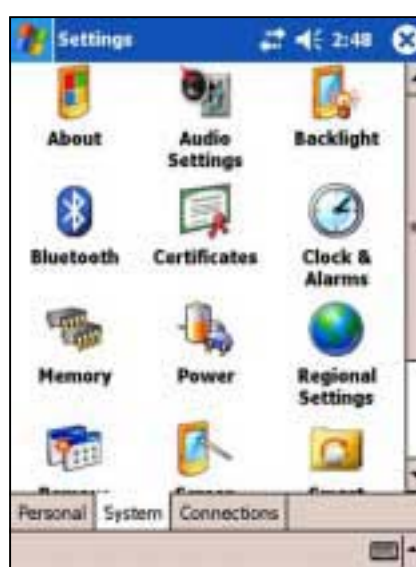 Settings 2:48
About Audio Settings Backlight
Bluetooth Certificates Clock & Alarms
Memory Power Regional Settings
Personal System Connections